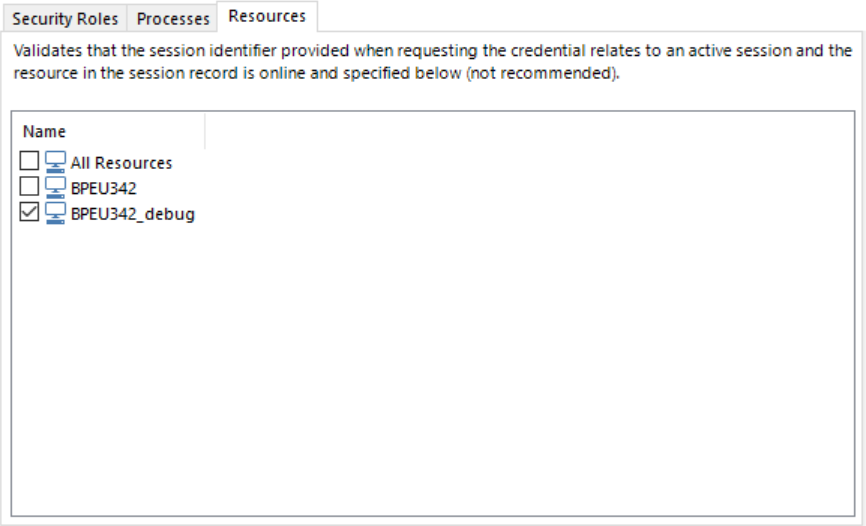 Security Roles Processes Resources
Validates that the session identifier provided when requesting the credential relates to an active session and the
resource in the session record is online and specified below (not recommended).
Name
All Resources
BPEU342
BPEU342_debug